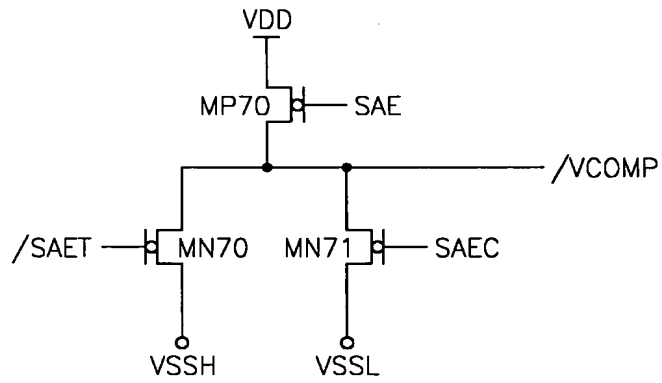 VDD
MP70 SAE
/VCOMP
/SAET MN70 MN71 SAEC
VSSH VSSL